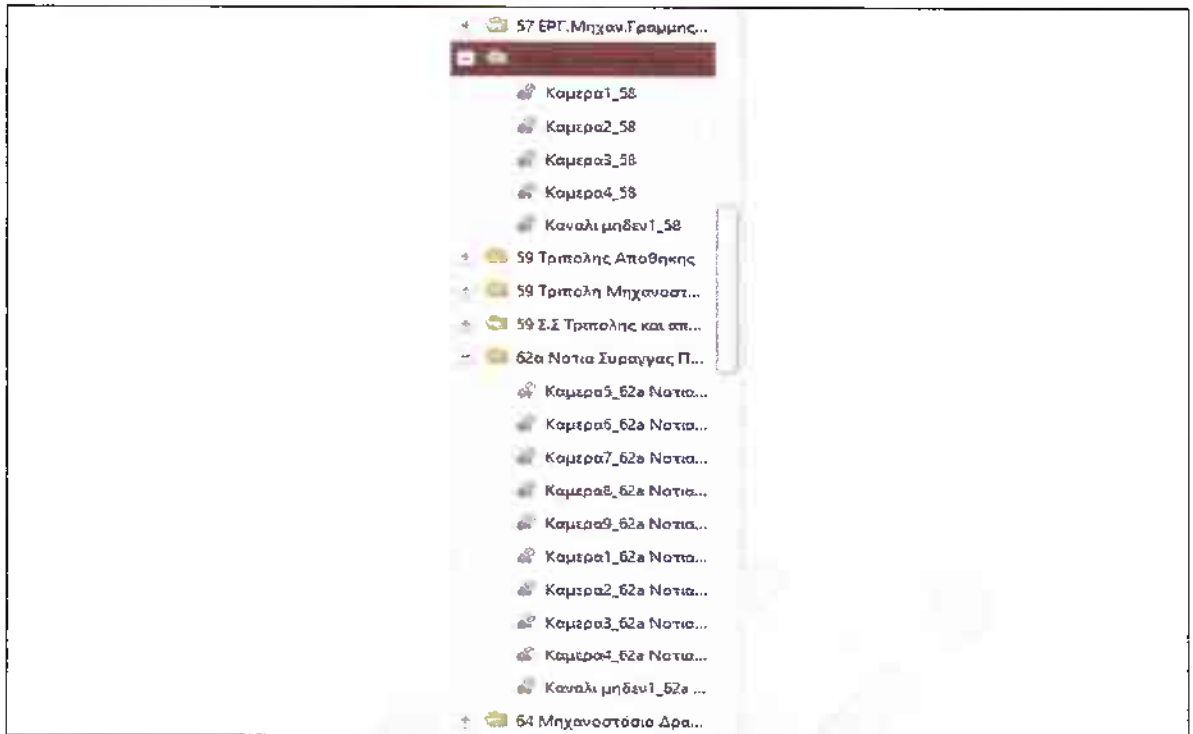 57 ΕΡΓ.Μηχαν.Γραμμης...
Καμερα1_58
Καμερα2_58
Καμερα3_58
Καμερα4_58
Καναλι μηδεν1_58
59 Τριπολης Αποθηκης
59 Τριπολη Μηχανοστ...
59 Σ.Σ Τριπολης και απ...
62α Νοτια Συραγγας Π...
Καμερα5_62a Νοτια...
Καμερα6_62a Νοτια...
Καμερα7_62a Νοτια...
Καμερα8_62a Νοτια...
Καμερα9_62a Νοτια...
Καμερα1_62a Νοτια...
Καμερα2_62a Νοτια...
Καμερα3_62a Νοτια...
Καμερα4_62a Νοτια...
Καναλι μηδεν1_62a ...
64 Μηχανοστάσιο Δρα...